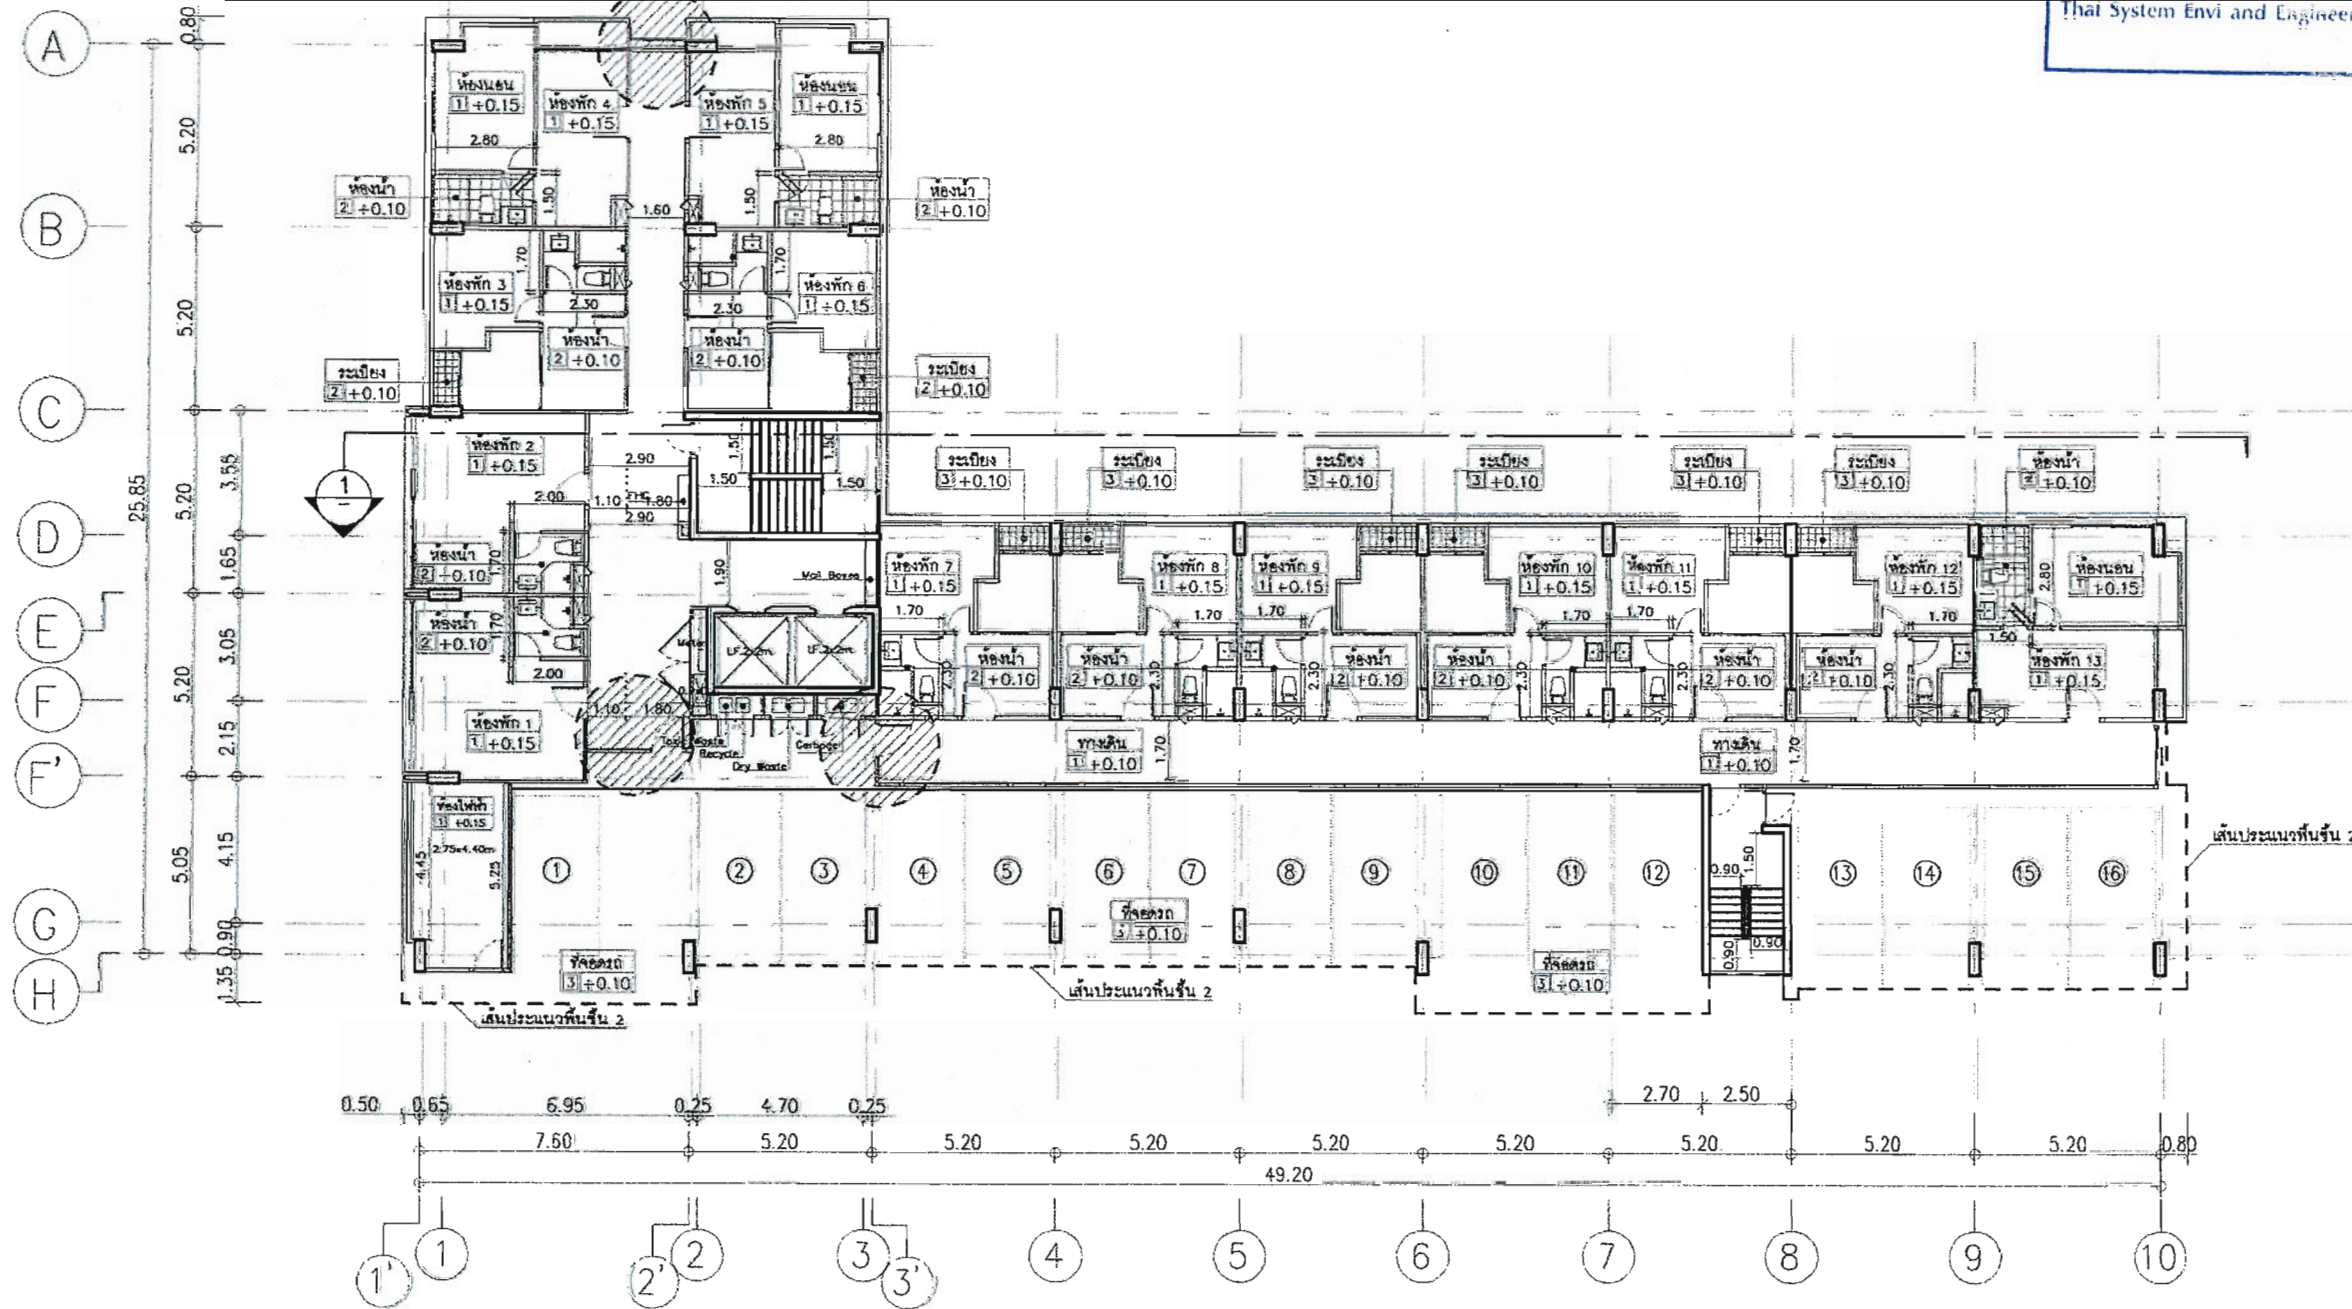 Thai System Envi and Engineer
A
B
C
D
E
F
F'
G
H
0.80
5.20
5.20
5.20
5.20
5.05
25.85
3.55
1.65
3.05
2.15
4.15
0.90
1.35
ห้องนอน
1 +0.15
2.80
ห้องพัก 4
1 +0.15
1.50
ห้องพัก 5
1 +0.15
1.50
ห้องนอน
1 +0.15
2.80
ห้องน้ำ
2 +0.10
1.60
ห้องน้ำ
2 +0.10
ห้องพัก 3
1 +0.15
1.70
2.30
ห้องน้ำ
2 +0.10
1.70
2.30
ห้องน้ำ
2 +0.10
ห้องพัก 6
1 +0.15
ระเบียง
2 +0.10
ระเบียง
2 +0.10
1
ห้องพัก 2
1 +0.15
2.90
1.50
1.50
1.50
1.50
2.00
1.10
FHC
1.80
2.90
ห้องน้ำ
2 +0.10
1.70
1.90
Mail Boxes
ห้องน้ำ
2 +0.10
1.70
2.00
Meter
LF.2x2m
LF.2x2m
ห้องพัก 1
1 +0.15
1.10
1.80
Toxic Waste
Recycle
Dry Waste
Garbage
ระเบียง
3 +0.10
ระเบียง
3 +0.10
ระเบียง
3 +0.10
ระเบียง
3 +0.10
ระเบียง
3 +0.10
ระเบียง
3 +0.10
ห้องน้ำ
2 +0.10
ห้องพัก 7
1 +0.15
ห้องพัก 8
1 +0.15
ห้องพัก 9
1 +0.15
ห้องพัก 10
1 +0.15
ห้องพัก 11
1 +0.15
ห้องพัก 12
1 +0.15
2.80
ห้องนอน
1 +0.15
1.70
1.70
1.70
1.70
1.70
1.70
1.50
2.30
ห้องน้ำ
2 +0.10
ห้องน้ำ
2 +0.10
2.30
2.30
ห้องน้ำ
2 +0.10
ห้องน้ำ
2 +0.10
2.30
2.30
ห้องน้ำ
2 +0.10
ห้องน้ำ
2 +0.10
2.30
ห้องพัก 13
1 +0.15
ทางเดิน
1 +0.10
1.70
ทางเดิน
1 +0.10
1.70
ห้องไฟฟ้า
1 +0.15
2.75x4.40m
4.45
5.25
1
2
3
4
5
6
7
8
9
10
11
12
13
14
15
16
0.90
1.50
0.90
0.90
เส้นประแนวพื้นชั้น 2
ที่จอดรถ
3 +0.10
ที่จอดรถ
3 +0.10
ที่จอดรถ
3 +0.10
เส้นประแนวพื้นชั้น 2
เส้นประแนวพื้นชั้น 2
0.50
0.65
6.95
0.25
4.70
0.25
2.70
2.50
7.60
5.20
5.20
5.20
5.20
5.20
5.20
5.20
5.20
0.80
49.20
1'
1
2'
2
3
3'
4
5
6
7
8
9
10